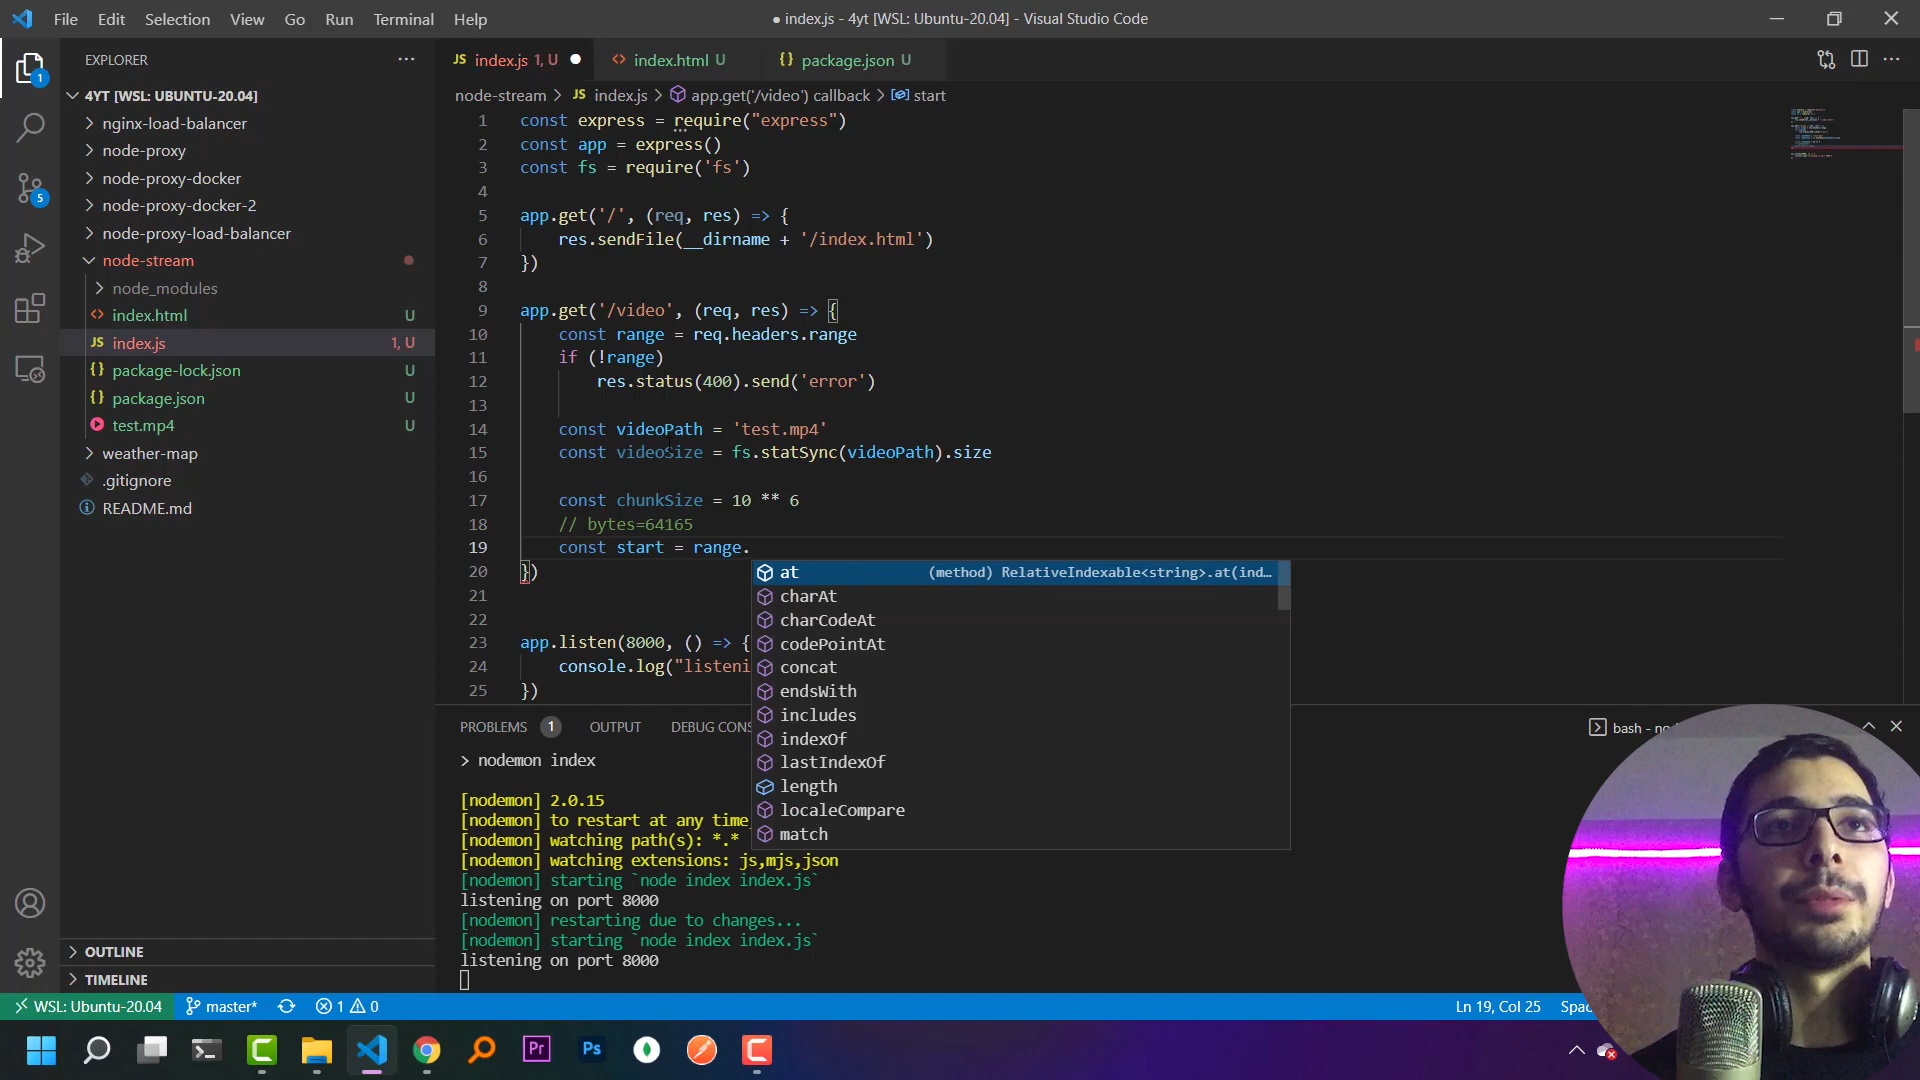 File Edit Selection View Go Run Terminal Help
● index.js - 4yt [WSL: Ubuntu-20.04] - Visual Studio Code
EXPLORER
JS index.js 1, U
<> index.html U
{} package.json U
4YT [WSL: UBUNTU-20.04]
nginx-load-balancer
node-proxy
node-proxy-docker
node-proxy-docker-2
node-proxy-load-balancer
node-stream
node_modules
<> index.html U
JS index.js 1, U
{} package-lock.json U
{} package.json U
test.mp4 U
weather-map
.gitignore
README.md
OUTLINE
TIMELINE
1
5
node-stream > JS index.js > app.get('/video') callback > start
1 const express = require("express")
2 const app = express()
3 const fs = require('fs')
4
5 app.get('/', (req, res) => {
6 res.sendFile(__dirname + '/index.html')
7 })
8
9 app.get('/video', (req, res) => {
10 const range = req.headers.range
11 if (!range)
12 res.status(400).send('error')
13
14 const videoPath = 'test.mp4'
15 const videoSize = fs.statSync(videoPath).size
16
17 const chunkSize = 10 ** 6
18 // bytes=64165
19 const start = range.
20 })
21
22
23 app.listen(8000, () => {
24 console.log("listeni
25 })
at (method) RelativeIndexable<string>.at(ind…
charAt
charCodeAt
codePointAt
concat
endsWith
includes
indexOf
lastIndexOf
length
localeCompare
match
PROBLEMS 1 OUTPUT DEBUG CONS
bash - no
> nodemon index
[nodemon] 2.0.15
[nodemon] to restart at any time,
[nodemon] watching path(s): *.*
[nodemon] watching extensions: js,mjs,json
[nodemon] starting `node index index.js`
listening on port 8000
[nodemon] restarting due to changes...
[nodemon] starting `node index index.js`
listening on port 8000
WSL: Ubuntu-20.04 master* 1 0
Ln 19, Col 25 Spac
Pr Ps